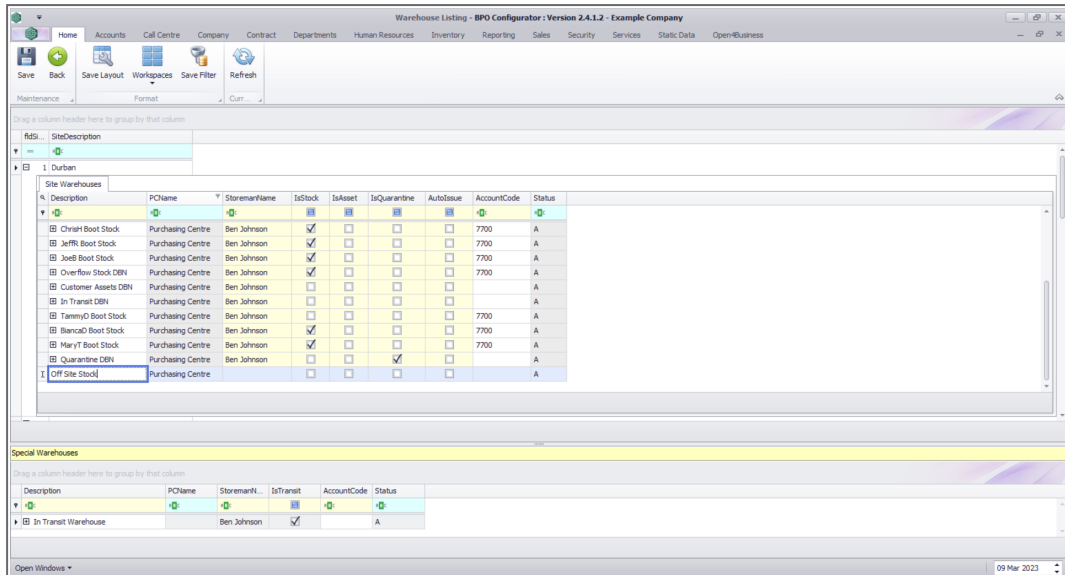 Warehouse Listing - BPO Configurator : Version 2.4.1.2 - Example Company
Home Accounts Call Centre Company Contract Departments Human Resources Inventory Reporting Sales Security Services Static Data Open4Business
Save Back Save Layout Workspaces Save Filter Refresh
Maintenance Format Curr...
Drag a column header here to group by that column
fldSi... SiteDescription
1 Durban
Site Warehouses
Description PCName StoremanName IsStock IsAsset IsQuarantine AutoIssue AccountCode Status
ChrisH Boot Stock Purchasing Centre Ben Johnson 7700 A
JeffR Boot Stock Purchasing Centre Ben Johnson 7700 A
JoeB Boot Stock Purchasing Centre Ben Johnson 7700 A
Overflow Stock DBN Purchasing Centre Ben Johnson 7700 A
Customer Assets DBN Purchasing Centre Ben Johnson A
In Transit DBN Purchasing Centre Ben Johnson A
TammyD Boot Stock Purchasing Centre Ben Johnson 7700 A
BiancaD Boot Stock Purchasing Centre Ben Johnson 7700 A
MaryT Boot Stock Purchasing Centre Ben Johnson 7700 A
Quarantine DBN Purchasing Centre Ben Johnson A
Off Site Stock Purchasing Centre A
Special Warehouses
Drag a column header here to group by that column
Description PCName StoremanN... IsTransit AccountCode Status
In Transit Warehouse Ben Johnson A
Open Windows 09 Mar 2023